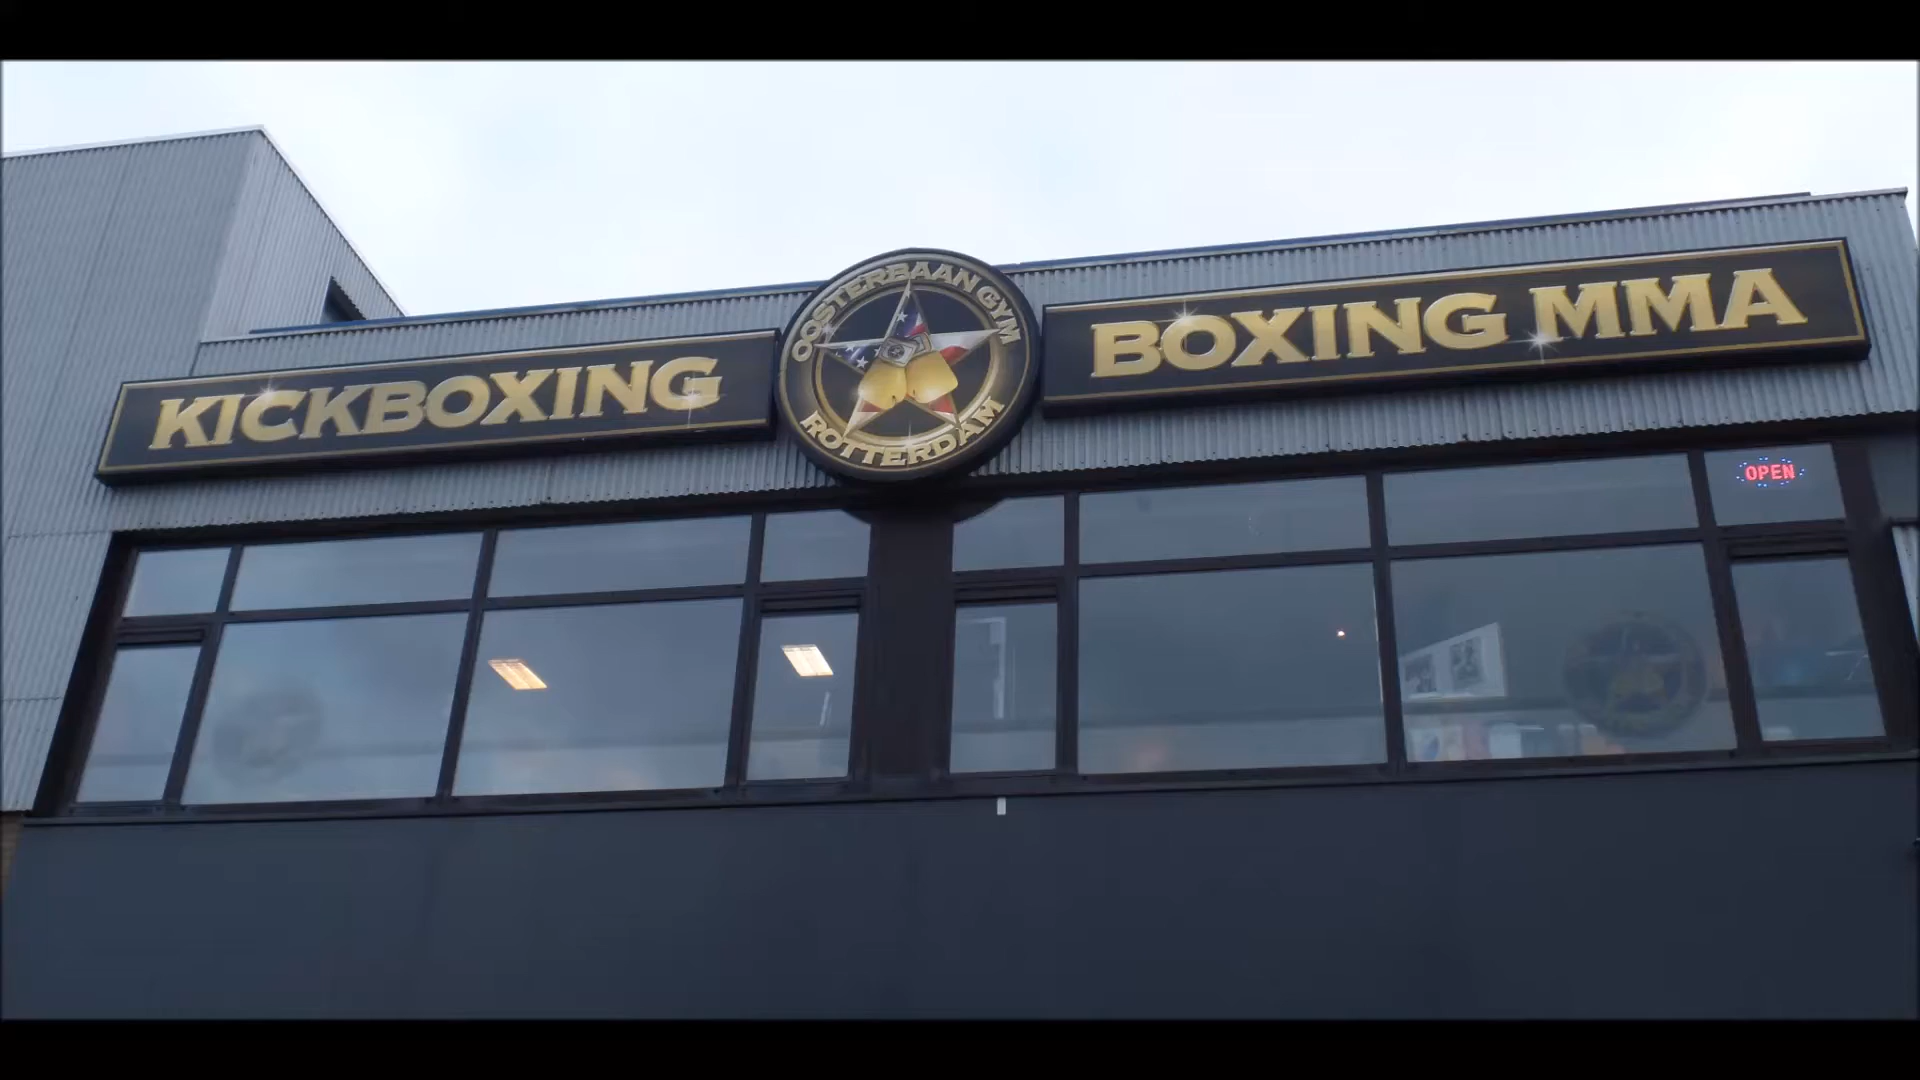 KICKBOXING
OOSTERBAAN GYM
ROTTERDAM
BOXING MMA
OPEN